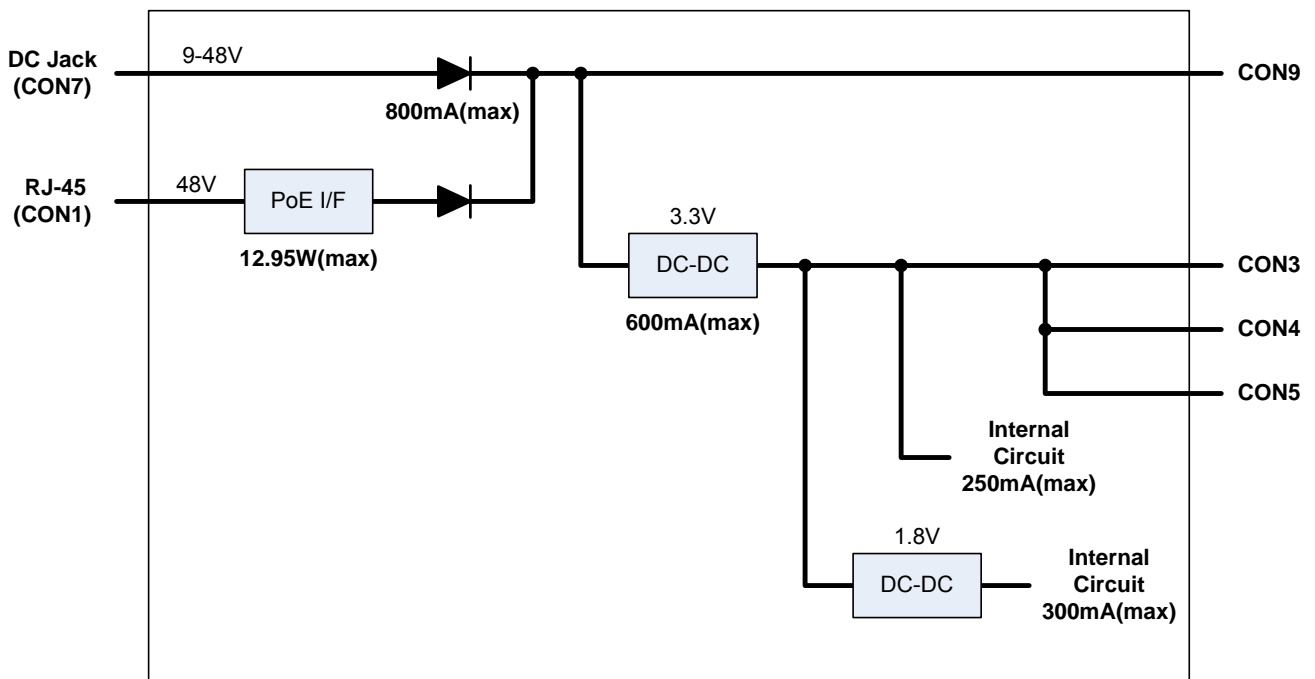 DC Jack
(CON7)
9-48V
800mA(max)
CON9
RJ-45
(CON1)
48V
PoE I/F
12.95W(max)
3.3V
DC-DC
600mA(max)
CON3
CON4
CON5
Internal
Circuit
250mA(max)
1.8V
DC-DC
Internal
Circuit
300mA(max)